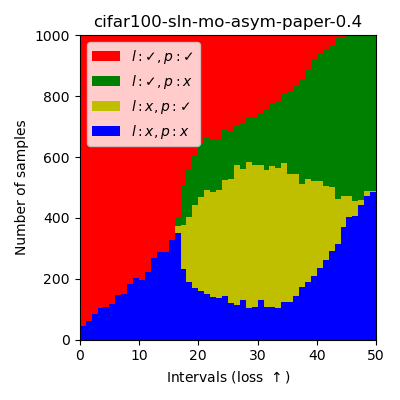 cifar100-sln-mo-asym-paper-0.4
l : ✓, p : ✓
l : ✓, p : x
l : x, p : ✓
l : x, p : x
Number of samples
1000
800
600
400
200
0
0 10 20 30 40 50
Intervals (loss ↑)